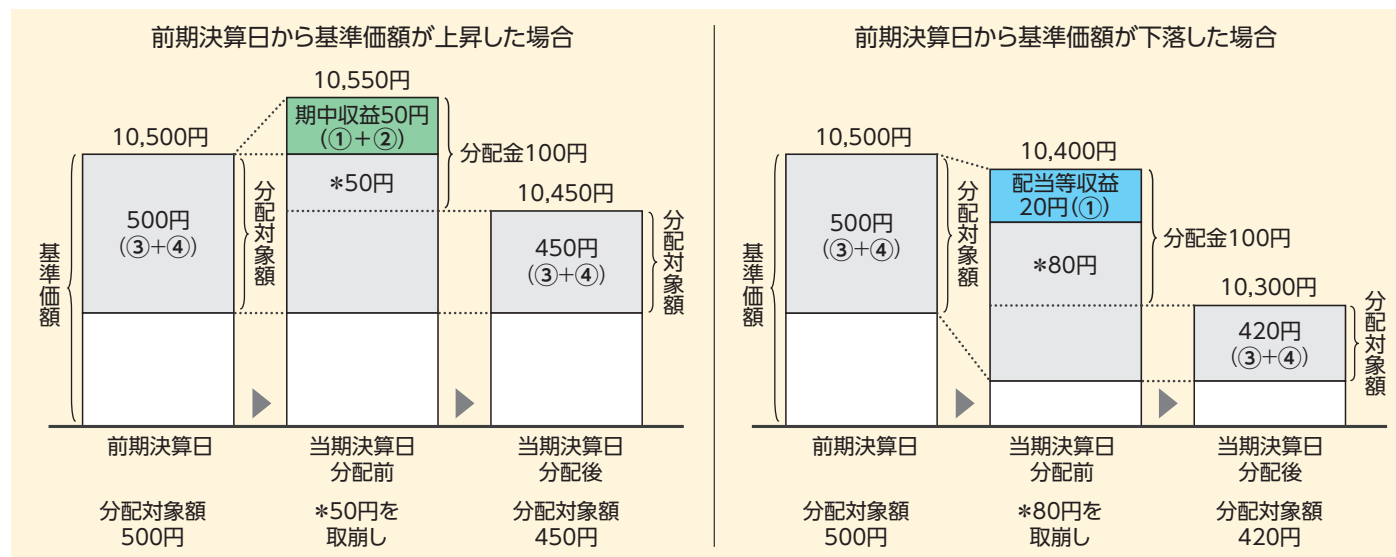 前期決算日から基準価額が上昇した場合
10,550円
期中収益50円
(①+②)
10,500円
分配金100円
*50円
10,450円
500円
(③+④)
分配対象額
450円
(③+④)
分配対象額
基準価額
前期決算日
当期決算日
分配前
当期決算日
分配後
分配対象額
500円
*50円を
取崩し
分配対象額
450円
前期決算日から基準価額が下落した場合
10,500円
10,400円
配当等収益
20円(①)
分配金100円
500円
(③+④)
分配対象額
*80円
10,300円
420円
(③+④)
分配対象額
基準価額
前期決算日
当期決算日
分配前
当期決算日
分配後
分配対象額
500円
*80円を
取崩し
分配対象額
420円